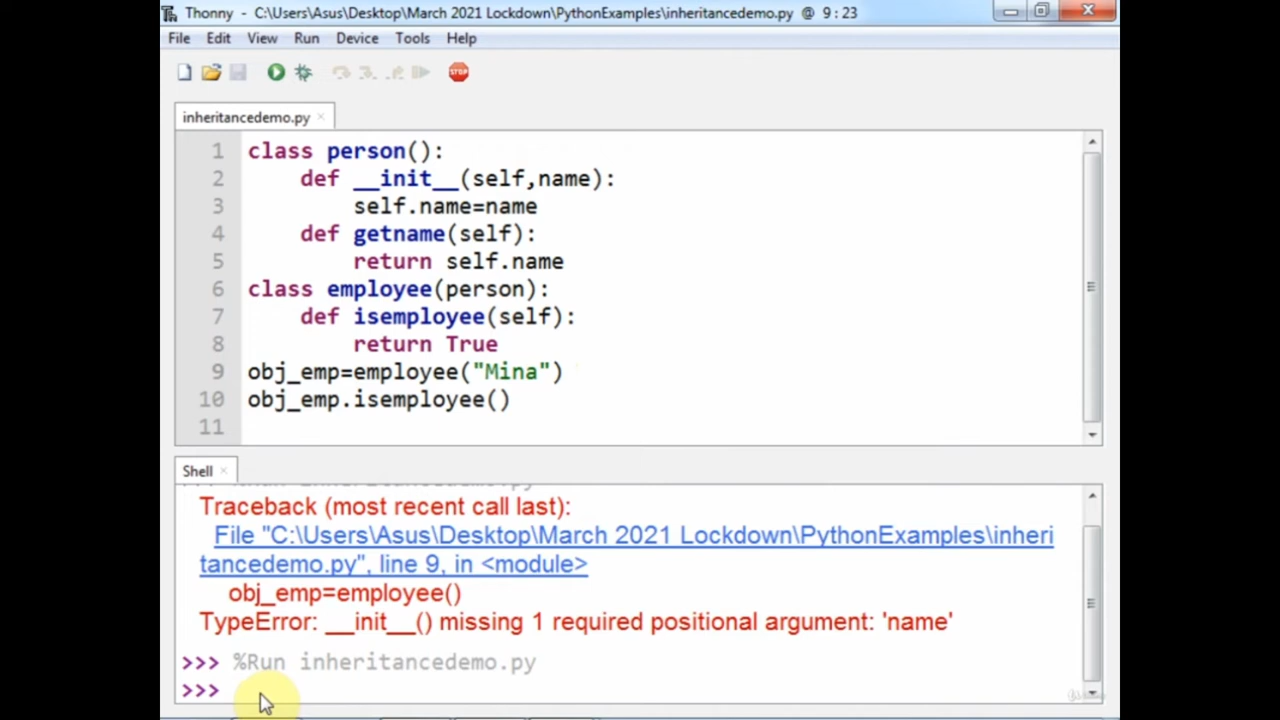 Thonny - C:\Users\Asus\Desktop\March 2021 Lockdown\PythonExamples\inheritancedemo.py @ 9 : 23
File Edit View Run Device Tools Help
STOP
inheritancedemo.py ×
1 class person():
2     def __init__(self,name):
3         self.name=name
4     def getname(self):
5         return self.name
6 class employee(person):
7     def isemployee(self):
8         return True
9 obj_emp=employee("Mina")
10 obj_emp.isemployee()
11
Shell ×
>>> %Run inheritancedemo.py
Traceback (most recent call last):
File "C:\Users\Asus\Desktop\March 2021 Lockdown\PythonExamples\inheri
tancedemo.py", line 9, in <module>
obj_emp=employee()
TypeError: __init__() missing 1 required positional argument: 'name'
>>> %Run inheritancedemo.py
>>>